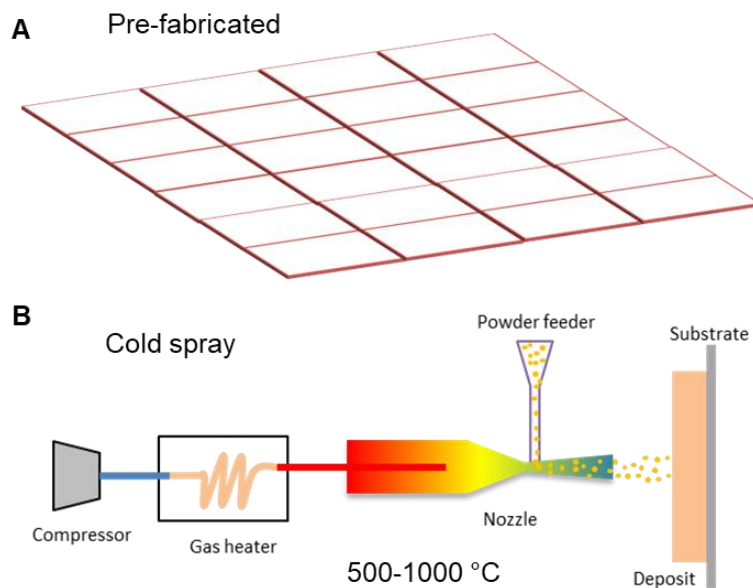 A
Pre-fabricated
B
Cold spray
Powder feeder
Substrate
Compressor
Gas heater
Nozzle
500-1000 °C
Deposit